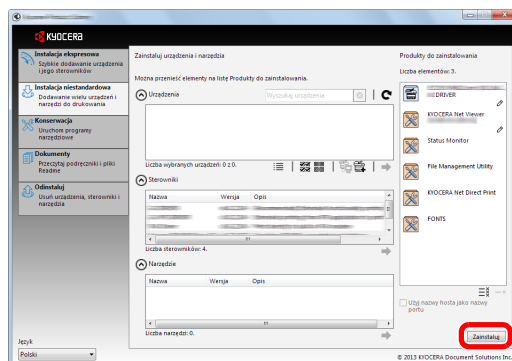 KYOCERA
Instalacja ekspresowa
Szybkie dodawanie urządzenia
i jego sterowników
Instalacja niestandardowa
Dodawanie wielu urządzeń i
narzędzi do drukowania
Konserwacja
Uruchom programy
narzędziowe
Dokumenty
Przeczytaj podręczniki i pliki
Readme
Odinstaluj
Usuń urządzenia, sterowniki i
narzędzia
Język
Polski
Zainstaluj urządzenia i narzędzia
Można przenieść elementy na listę Produkty do zainstalowania.
Urządzenia
Wyszukaj urządzenia
Liczba wybranych urządzeń: 0 z 0.
Sterowniki
Nazwa Wersja Opis
Liczba sterowników: 4.
Narzędzie
Nazwa Wersja Opis
Liczba narzędzi: 0.
Produkty do zainstalowania
Liczba elementów: 3.
DRIVER
KYOCERA Net Viewer
Status Monitor
File Management Utility
KYOCERA Net Direct Print
FONTS
Użyj nazwy hosta jako nazwy
portu
Zainstaluj
© 2013 KYOCERA Document Solutions Inc.